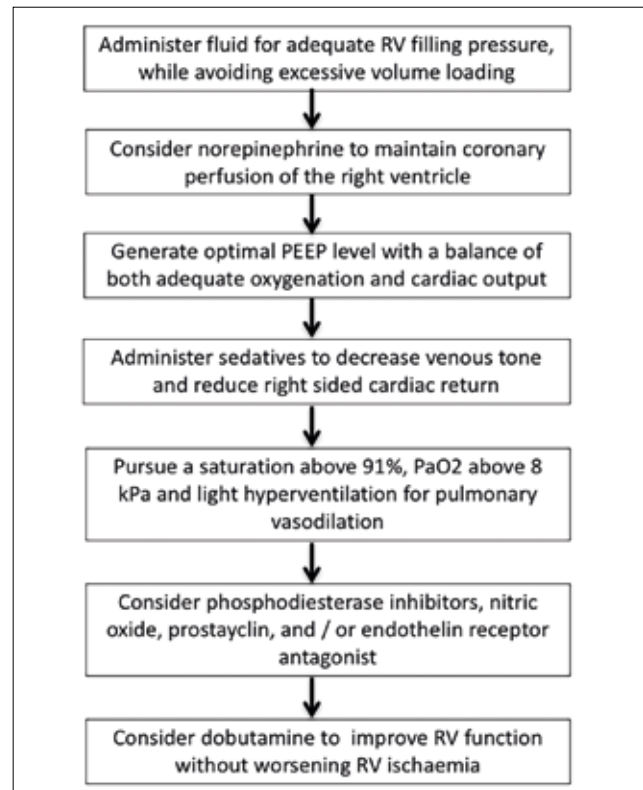 Administer fluid for adequate RV filling pressure,
while avoiding excessive volume loading
Consider norepinephrine to maintain coronary
perfusion of the right ventricle
Generate optimal PEEP level with a balance of
both adequate oxygenation and cardiac output
Administer sedatives to decrease venous tone
and reduce right sided cardiac return
Pursue a saturation above 91%, PaO2 above 8
kPa and light hyperventilation for pulmonary
vasodilation
Consider phosphodiesterase inhibitors, nitric
oxide, prostayclin, and / or endothelin receptor
antagonist
Consider dobutamine to improve RV function
without worsening RV ischaemia